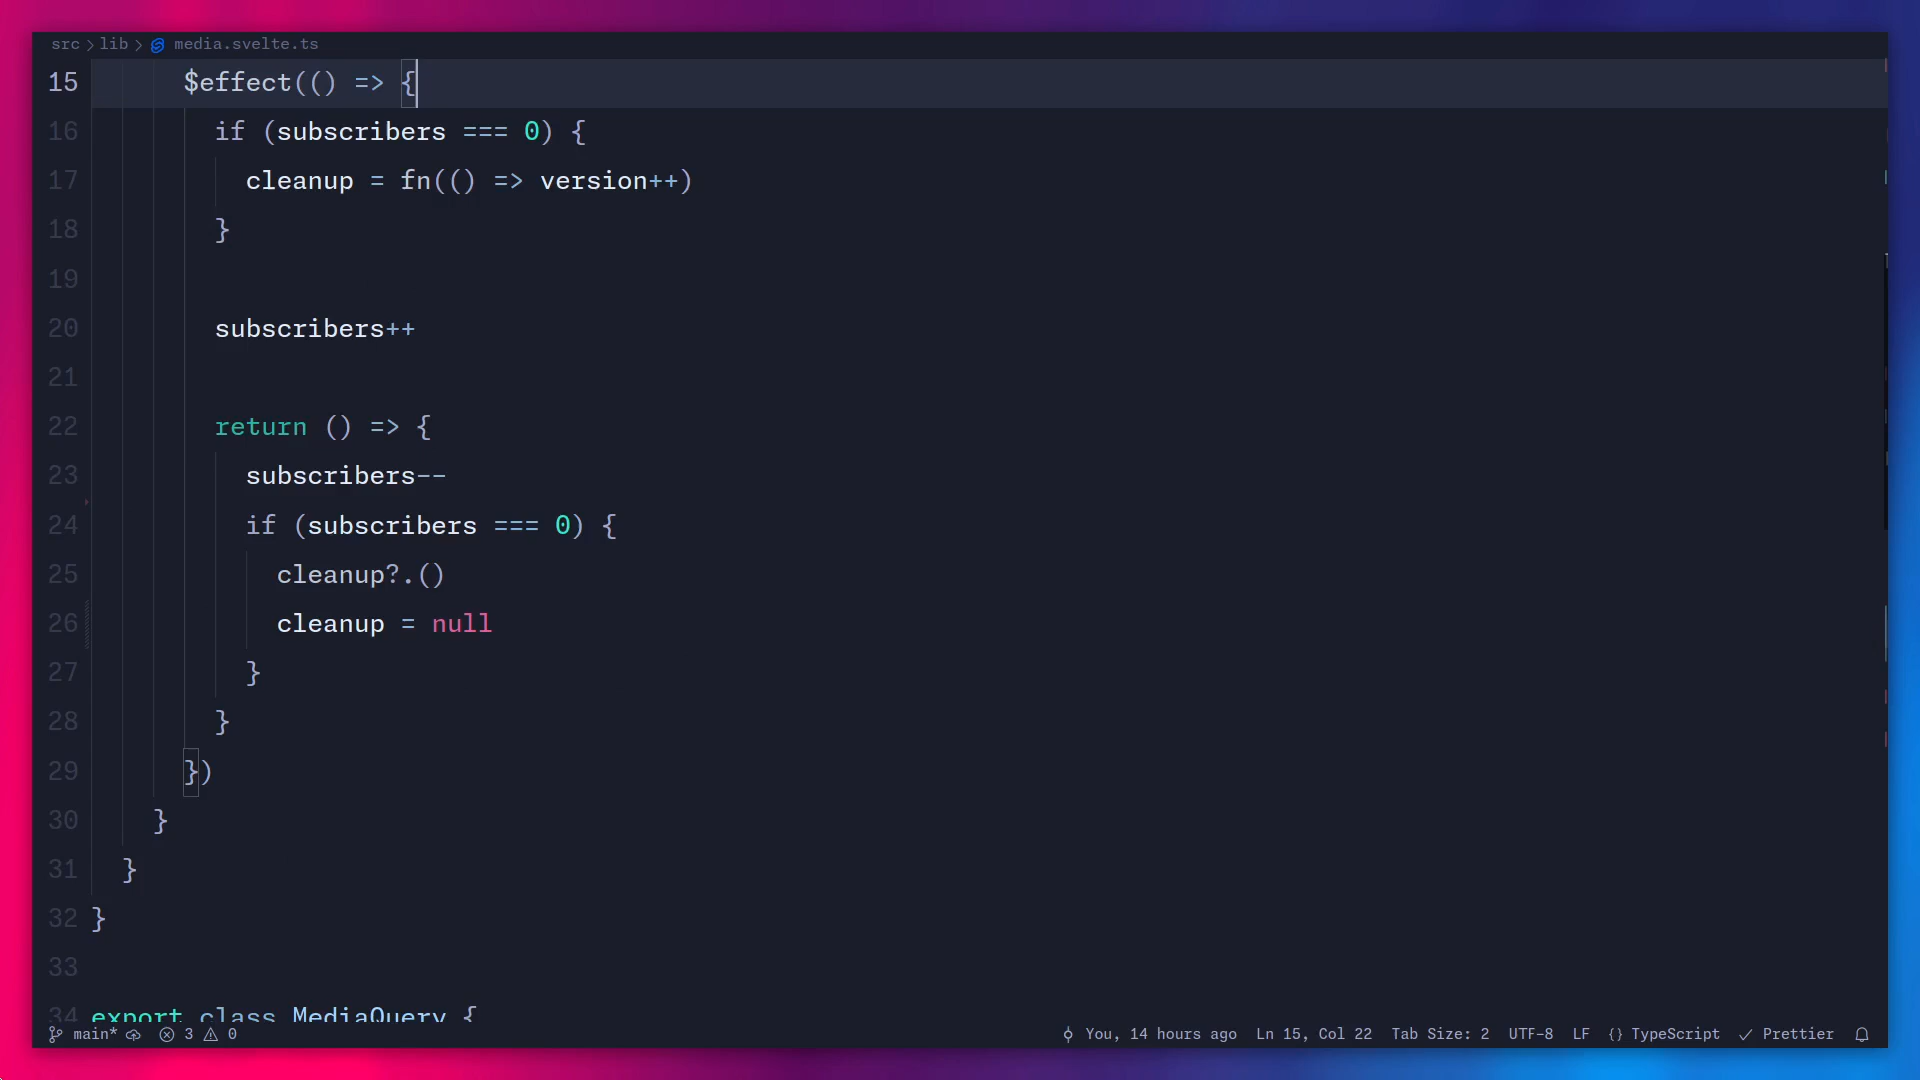 src > lib > media.svelte.ts
15 $effect(() => {
16 if (subscribers === 0) {
17 cleanup = fn(() => version++)
18 }
19
20 subscribers++
21
22 return () => {
23 subscribers--
24 if (subscribers === 0) {
25 cleanup?.()
26 cleanup = null
27 }
28 }
29 })
30 }
31 }
32 }
33
34 export class MediaQuery {
main* 3 0 You, 14 hours ago Ln 15, Col 22 Tab Size: 2 UTF-8 LF {} TypeScript Prettier